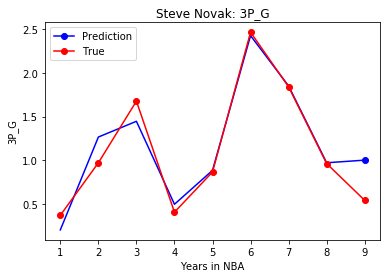 Steve Novak: 3P_G
Prediction
True
2.5
2.0
1.5
1.0
0.5
3P_G
1 2 3 4 5 6 7 8 9
Years in NBA